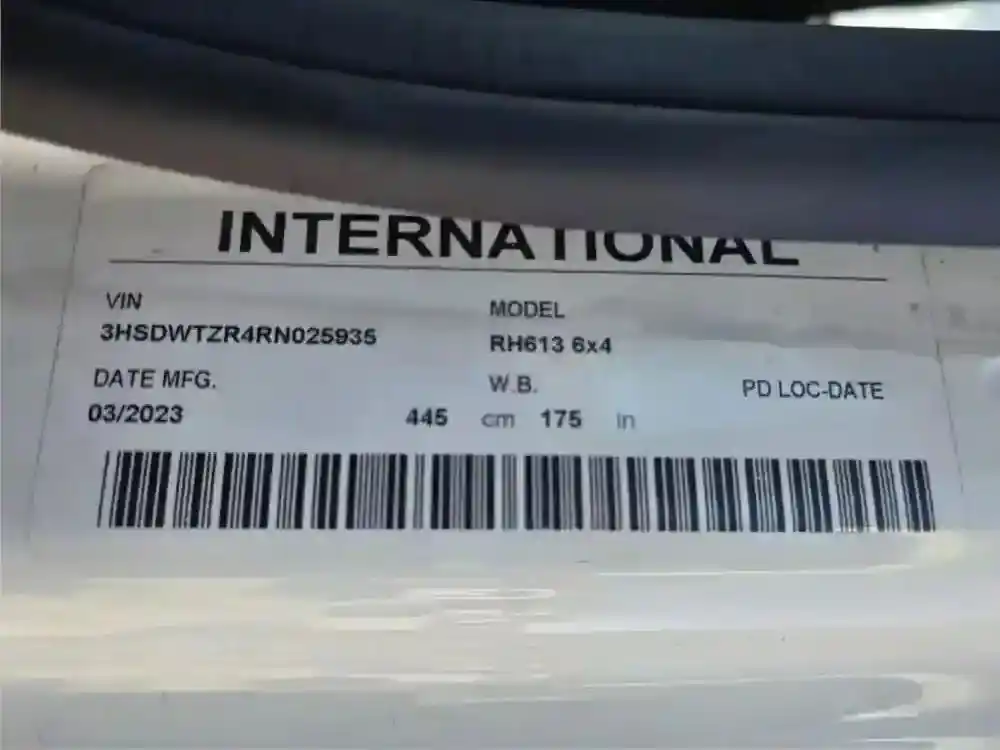 INTERNATIONAL
VIN
3HSDWTZR4RN025935
MODEL
RH613 6x4
DATE MFG.
03/2023
W.B.
445 cm 175 in
PD LOC-DATE